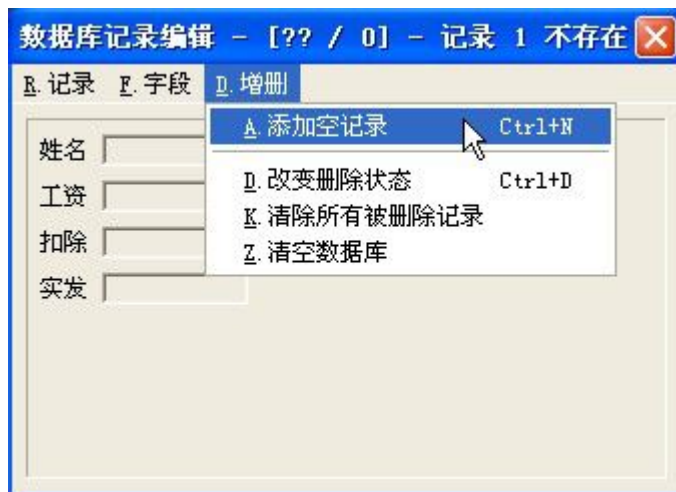 数据库记录编辑 - [?? / 0] - 记录 1 不存在
R.记录 F.字段 D.增删
A.添加空记录 Ctrl+N
D.改变删除状态 Ctrl+D
K.清除所有被删除记录
Z.清空数据库
姓名
工资
扣除
实发